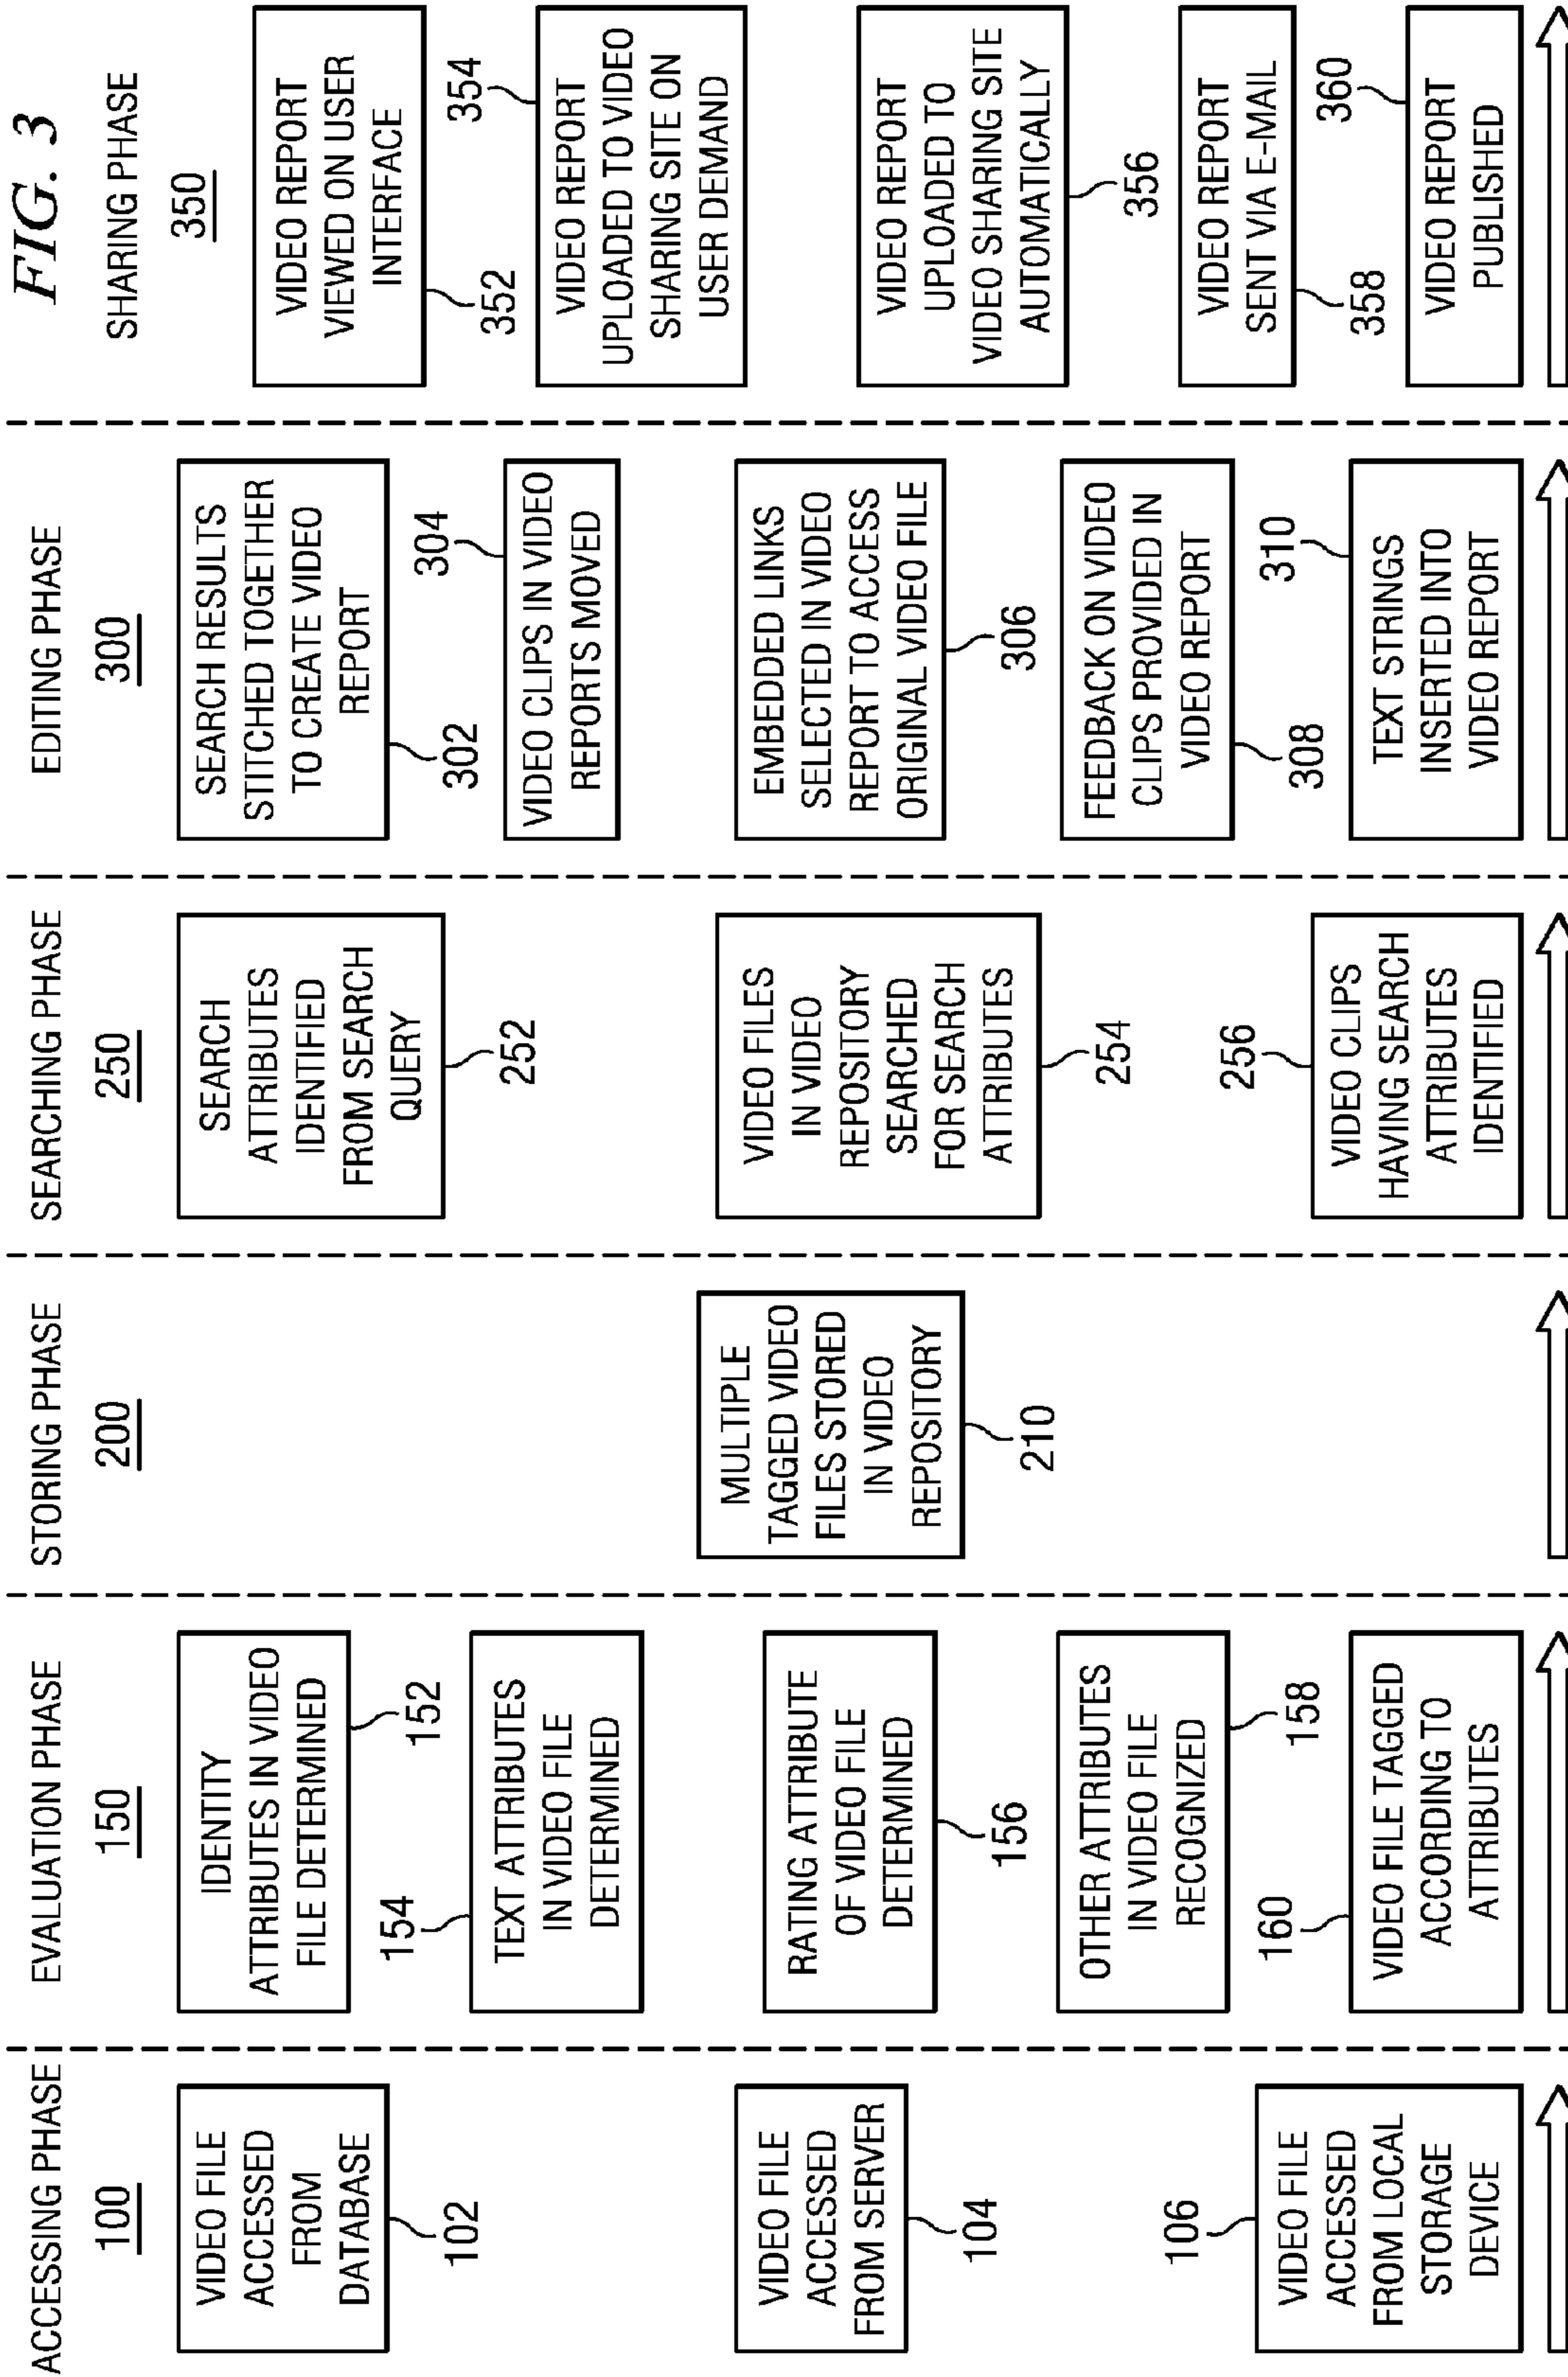 FIG. 3
ACCESSING PHASE
100
VIDEO FILE
ACCESSED
FROM
DATABASE
102
VIDEO FILE
ACCESSED
FROM SERVER
104
106
VIDEO FILE
ACCESSED
FROM LOCAL
STORAGE
DEVICE
EVALUATION PHASE
150
IDENTITY
ATTRIBUTES IN VIDEO
FILE DETERMINED
152
154
TEXT ATTRIBUTES
IN VIDEO FILE
DETERMINED
RATING ATTRIBUTE
OF VIDEO FILE
DETERMINED
156
OTHER ATTRIBUTES
IN VIDEO FILE
RECOGNIZED
158
160
VIDEO FILE TAGGED
ACCORDING TO
ATTRIBUTES
STORING PHASE
200
MULTIPLE
TAGGED VIDEO
FILES STORED
IN VIDEO
REPOSITORY
210
SEARCHING PHASE
250
SEARCH
ATTRIBUTES
IDENTIFIED
FROM SEARCH
QUERY
252
VIDEO FILES
IN VIDEO
REPOSITORY
SEARCHED
FOR SEARCH
ATTRIBUTES
254
256
VIDEO CLIPS
HAVING SEARCH
ATTRIBUTES
IDENTIFIED
EDITING PHASE
300
SEARCH RESULTS
STITCHED TOGETHER
TO CREATE VIDEO
REPORT
302
304
VIDEO CLIPS IN VIDEO
REPORTS MOVED
EMBEDDED LINKS
SELECTED IN VIDEO
REPORT TO ACCESS
ORIGINAL VIDEO FILE
306
FEEDBACK ON VIDEO
CLIPS PROVIDED IN
VIDEO REPORT
308
310
TEXT STRINGS
INSERTED INTO
VIDEO REPORT
SHARING PHASE
350
VIDEO REPORT
VIEWED ON USER
INTERFACE
352
354
VIDEO REPORT
UPLOADED TO VIDEO
SHARING SITE ON
USER DEMAND
VIDEO REPORT
UPLOADED TO
VIDEO SHARING SITE
AUTOMATICALLY
356
VIDEO REPORT
SENT VIA E-MAIL
358
360
VIDEO REPORT
PUBLISHED